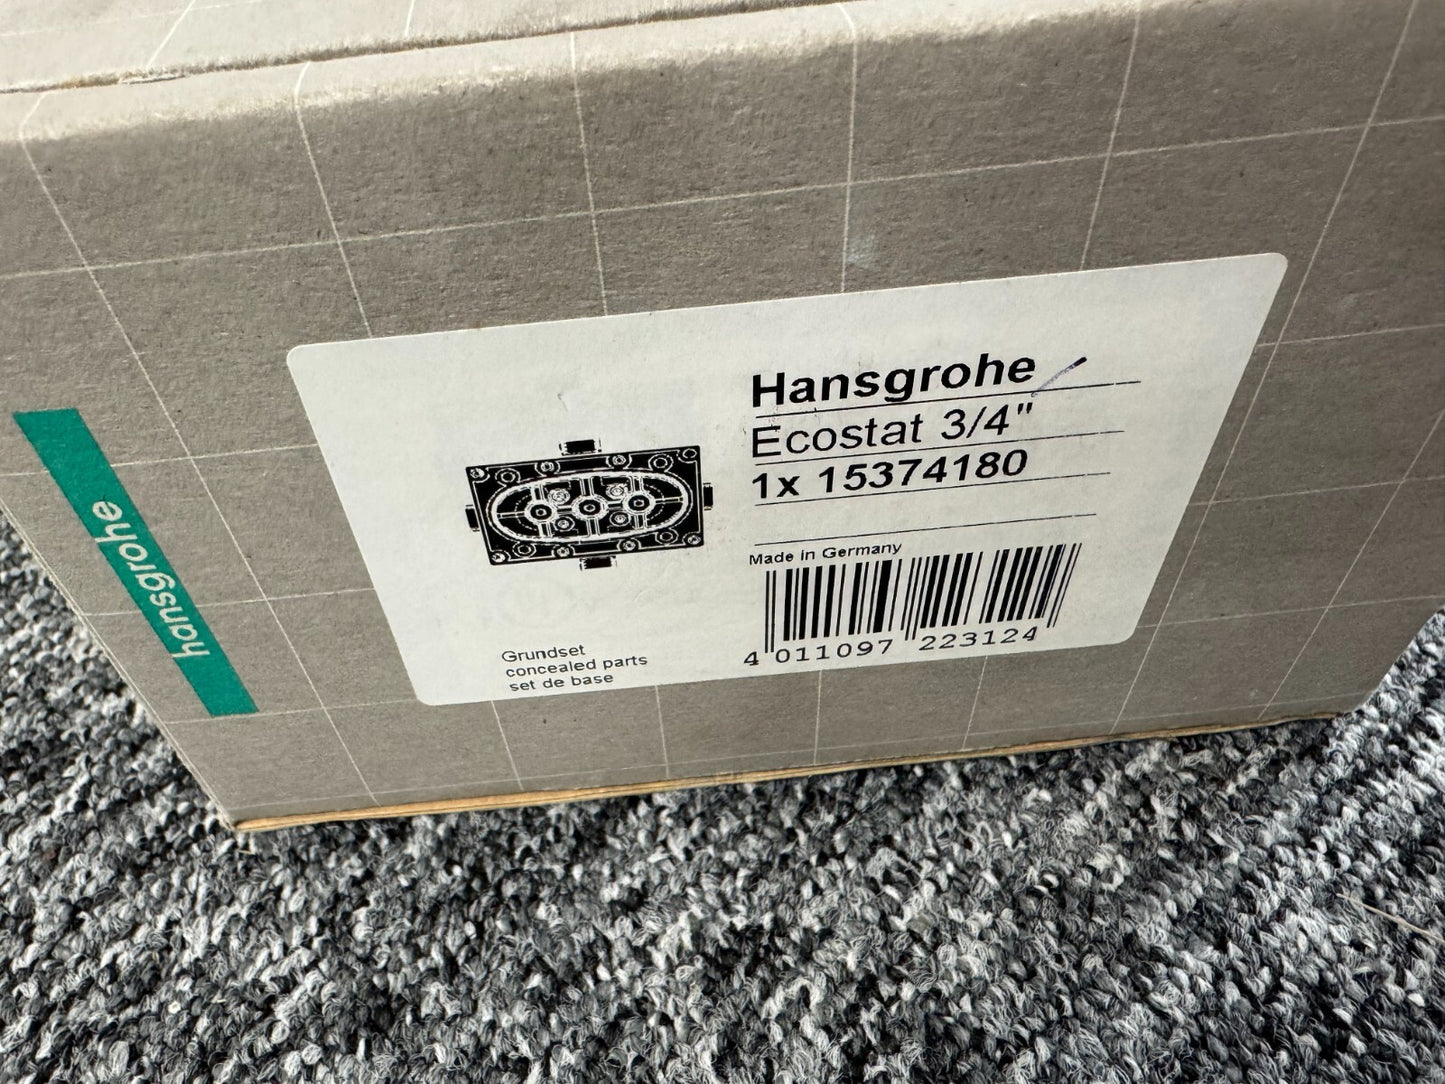 hansgrohe
Hansgrohe
Ecostat 3/4"
1x 15374180
Made in Germany
4 011097 223124
Grundset
concealed parts
set de base